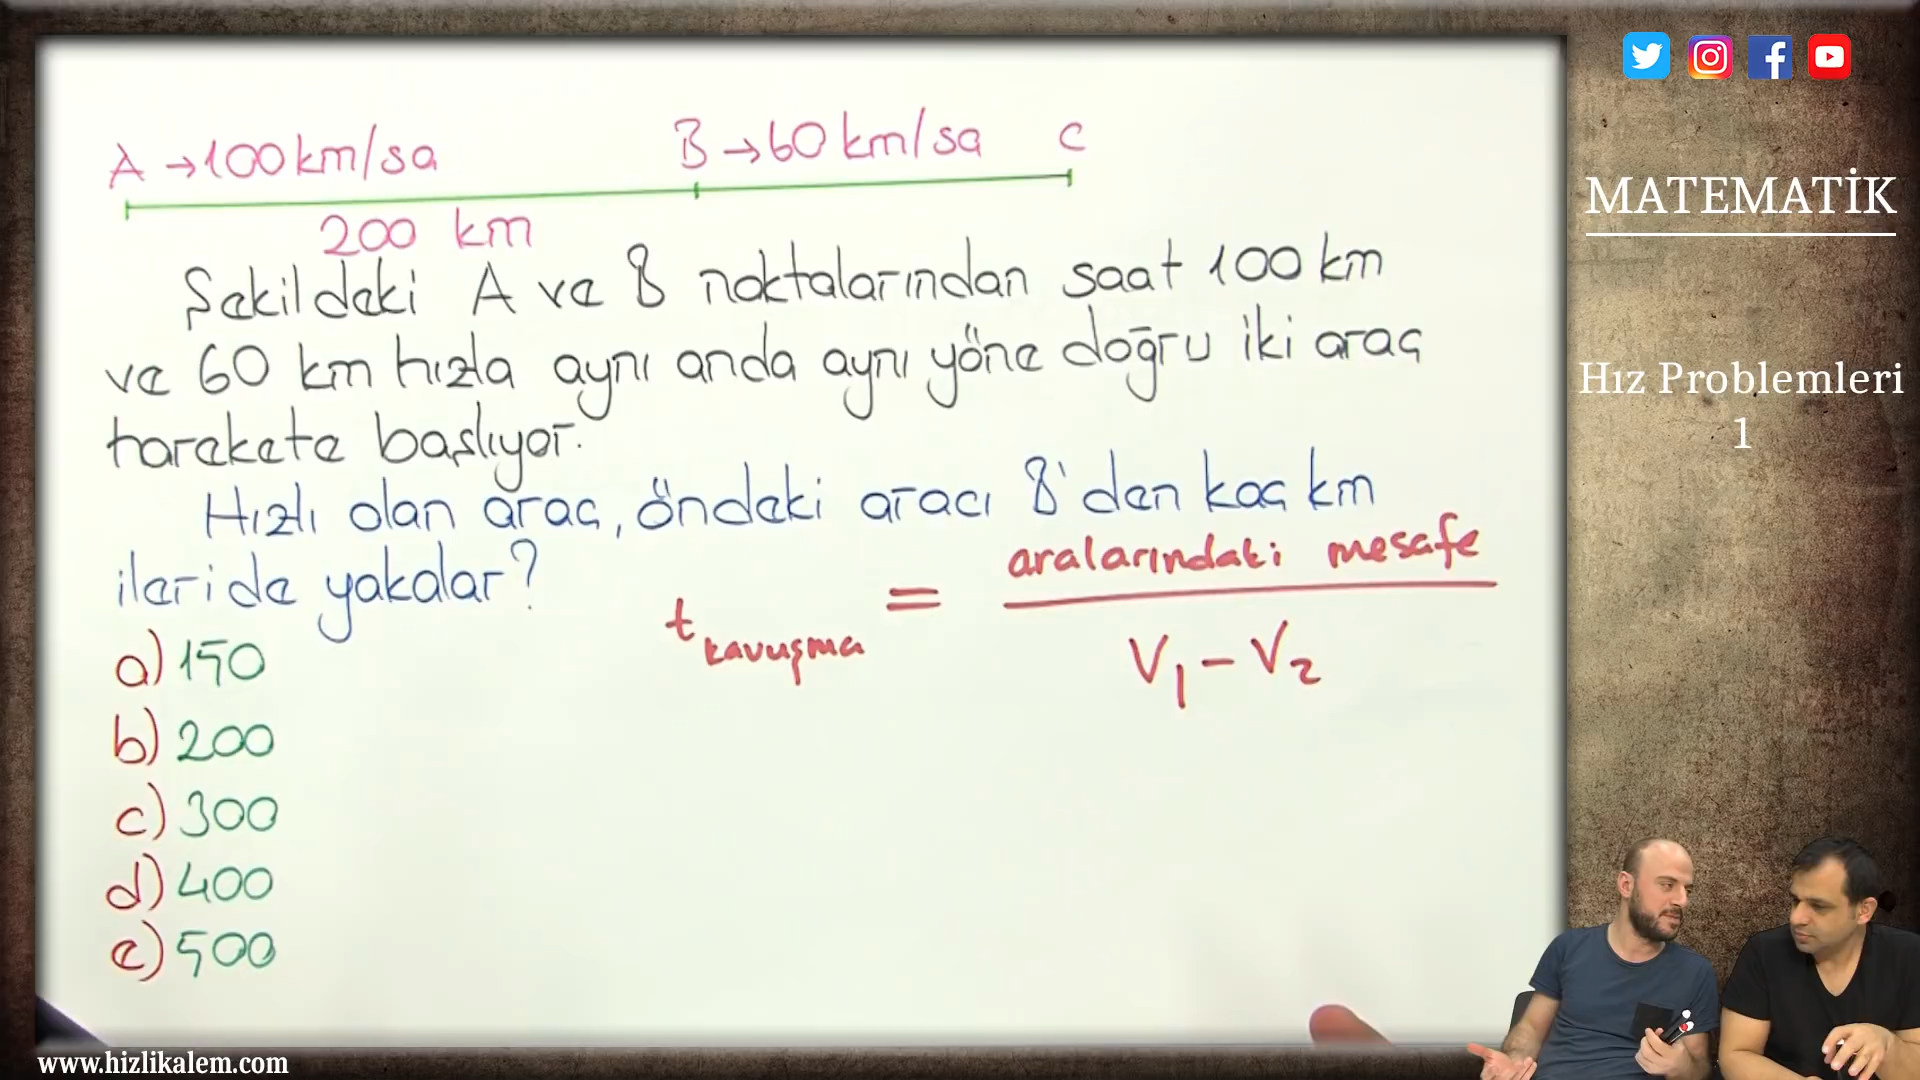 A → 100 km/sa B → 60 km/sa C
200 km
Şekildeki A ve B noktalarından saat 100 km
ve 60 km hızla aynı anda aynı yöne doğru iki araç
harekete başlıyor.
Hızlı olan araç, öndeki aracı B'den kaç km
ileride yakalar?
t kavuşma = aralarındaki mesafe
V₁ - V₂
a) 150
b) 200
c) 300
d) 400
e) 500
MATEMATİK
Hız Problemleri
1
www.hizlikalem.com